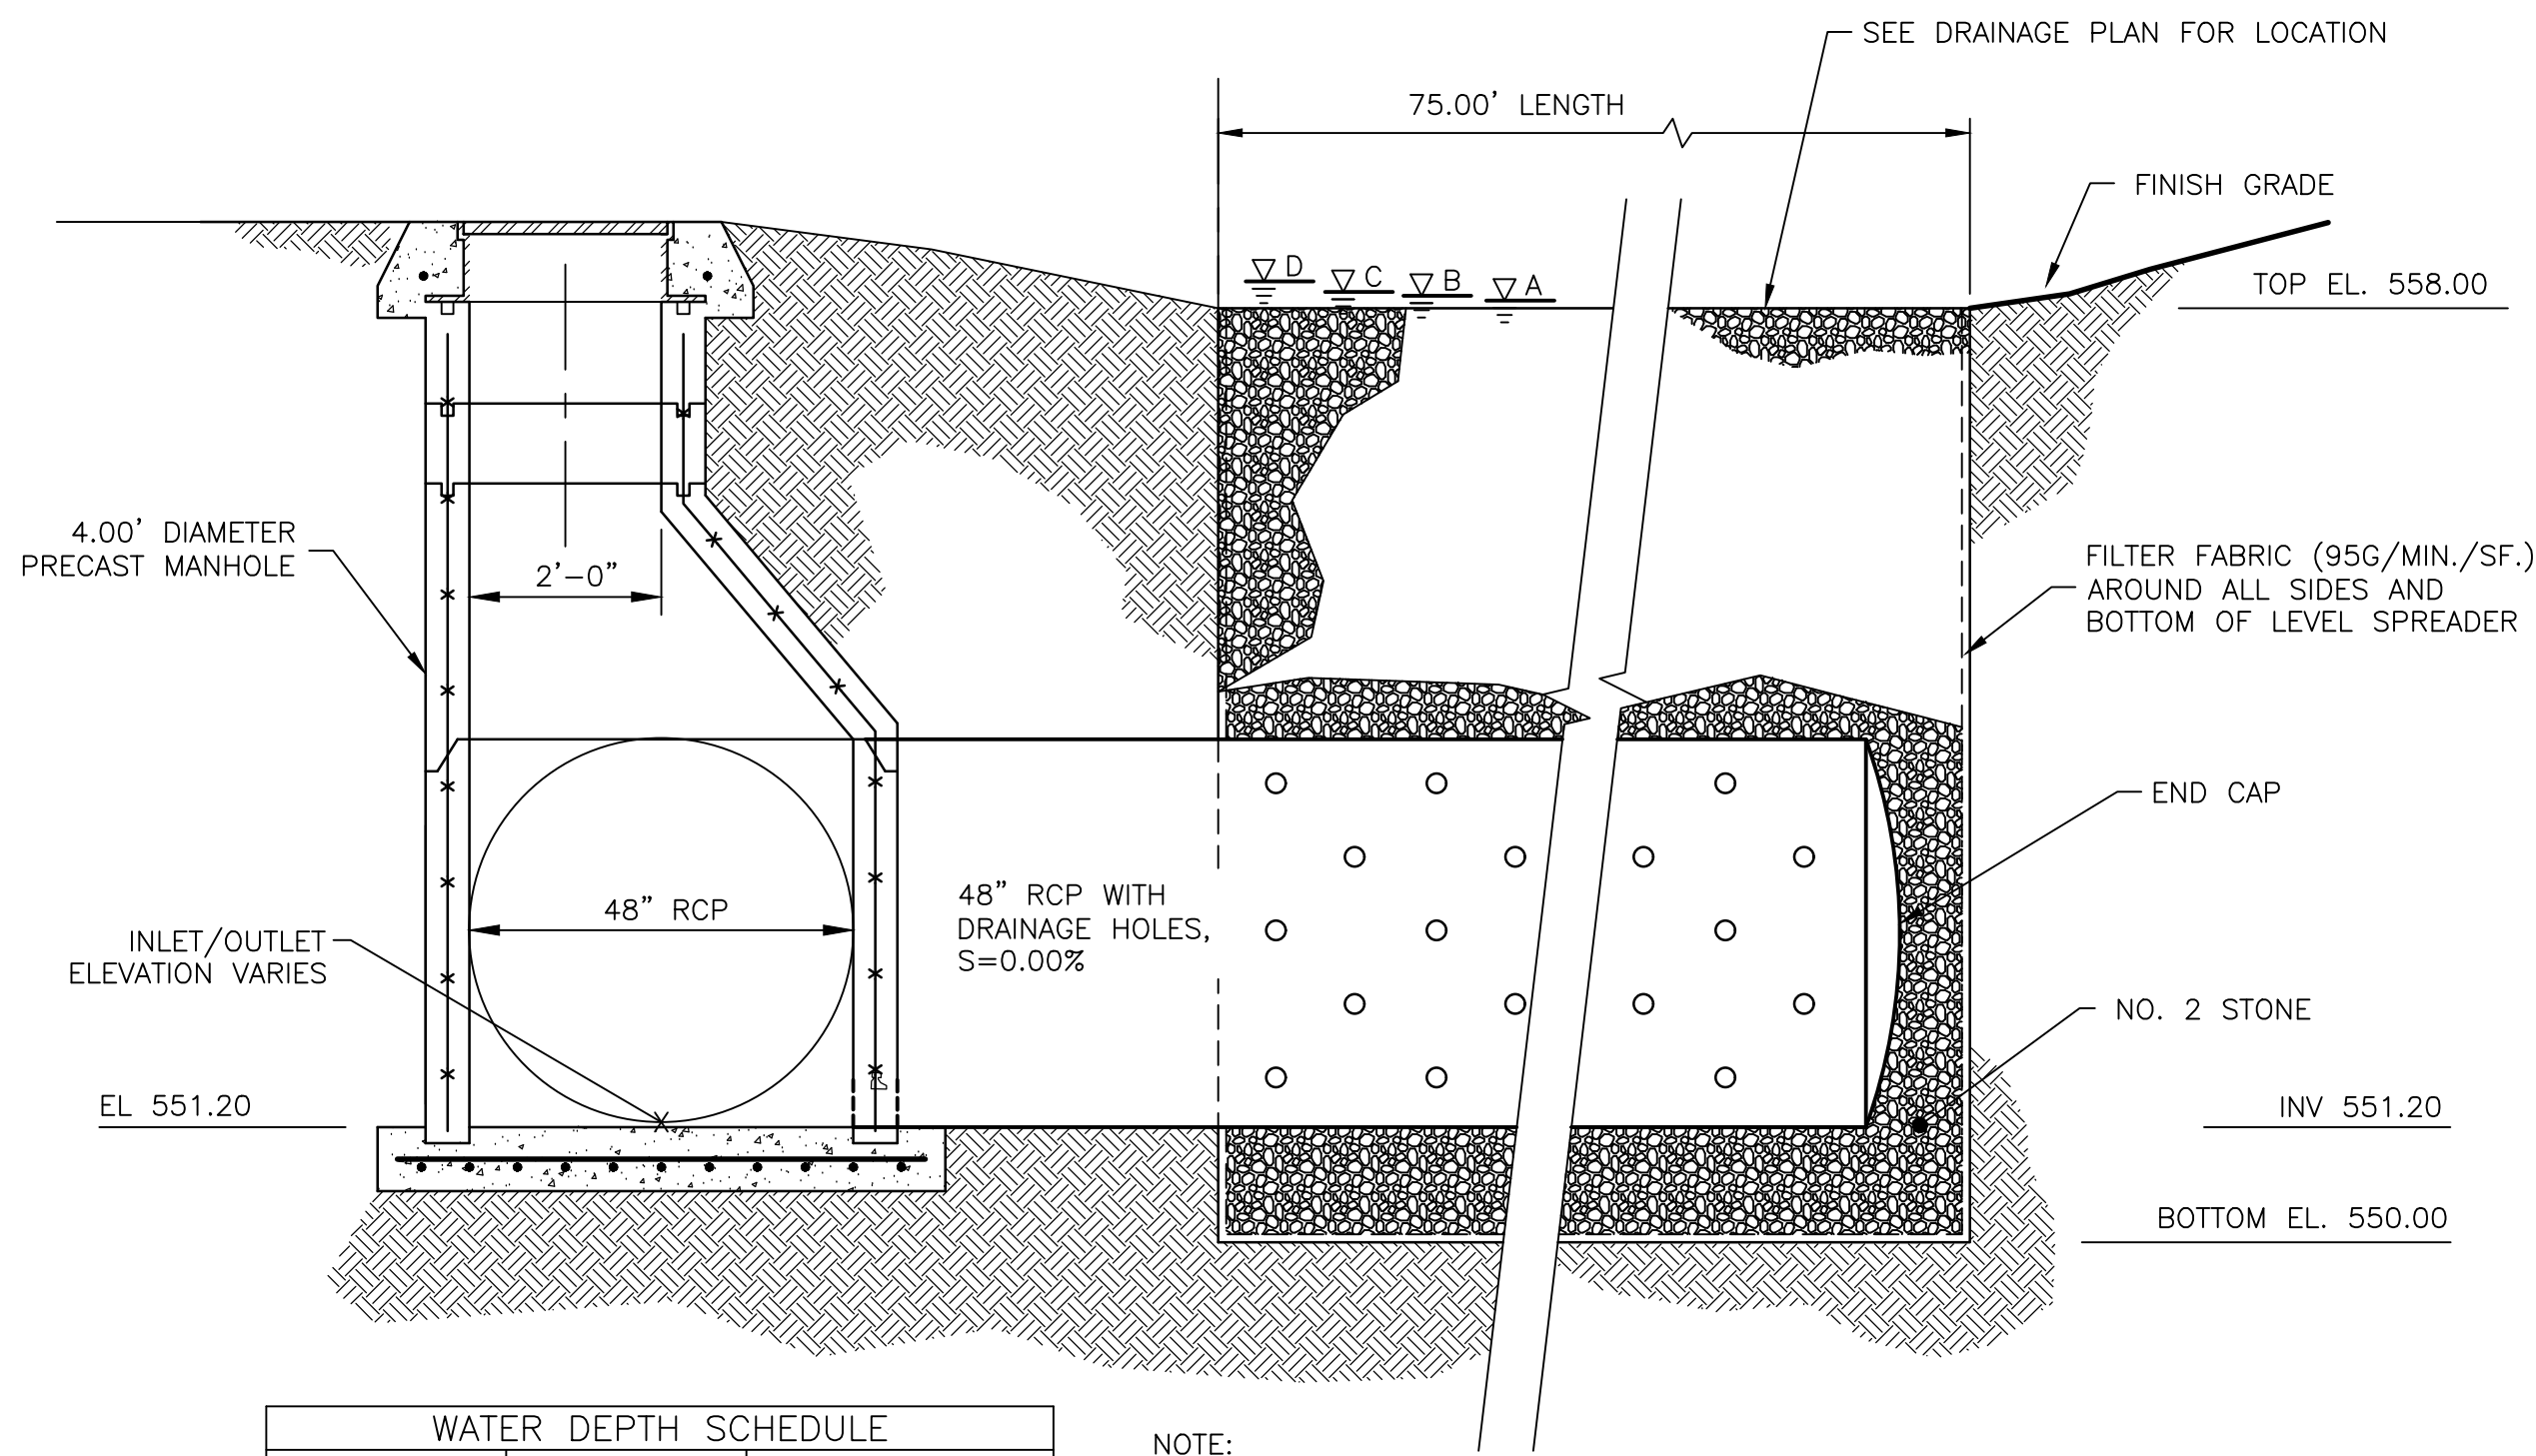 SEE DRAINAGE PLAN FOR LOCATION
75.00' LENGTH
FINISH GRADE
D
C
B
A
TOP EL. 558.00
4.00' DIAMETER
PRECAST MANHOLE
2'-0"
FILTER FABRIC (95G/MIN./SF.)
AROUND ALL SIDES AND
BOTTOM OF LEVEL SPREADER
END CAP
48" RCP
48" RCP WITH
DRAINAGE HOLES,
S=0.00%
INLET/OUTLET
ELEVATION VARIES
NO. 2 STONE
EL 551.20
INV 551.20
BOTTOM EL. 550.00
WATER DEPTH SCHEDULE
NOTE: